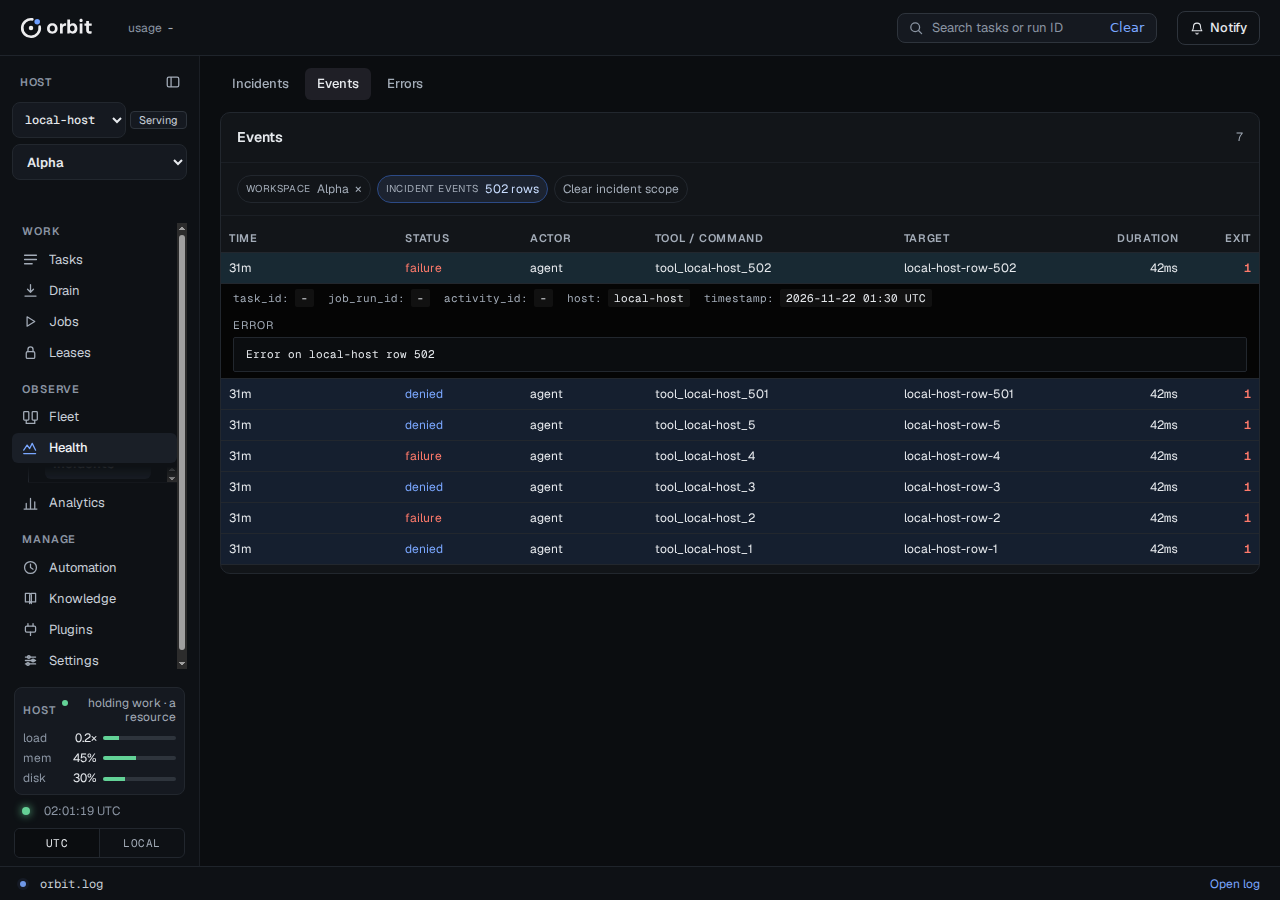 orbit
usage -
Search tasks or run ID
Clear
Notify
HOST
local-host
Serving
Alpha
WORK
Tasks
Drain
Jobs
Leases
OBSERVE
Fleet
Health
Analytics
MANAGE
Automation
Knowledge
Plugins
Settings
HOST
holding work · a
resource
load 0.2×
mem 45%
disk 30%
02:01:19 UTC
UTC LOCAL
Incidents Events Errors
Events 7
WORKSPACE Alpha ×
INCIDENT EVENTS 502 rows
Clear incident scope
TIME STATUS ACTOR TOOL / COMMAND TARGET DURATION EXIT
31m failure agent tool_local-host_502 local-host-row-502 42ms 1
task_id: - job_run_id: - activity_id: - host: local-host timestamp: 2026-11-22 01:30 UTC
ERROR
Error on local-host row 502
31m denied agent tool_local-host_501 local-host-row-501 42ms 1
31m denied agent tool_local-host_5 local-host-row-5 42ms 1
31m failure agent tool_local-host_4 local-host-row-4 42ms 1
31m denied agent tool_local-host_3 local-host-row-3 42ms 1
31m failure agent tool_local-host_2 local-host-row-2 42ms 1
31m denied agent tool_local-host_1 local-host-row-1 42ms 1
orbit.log
Open log